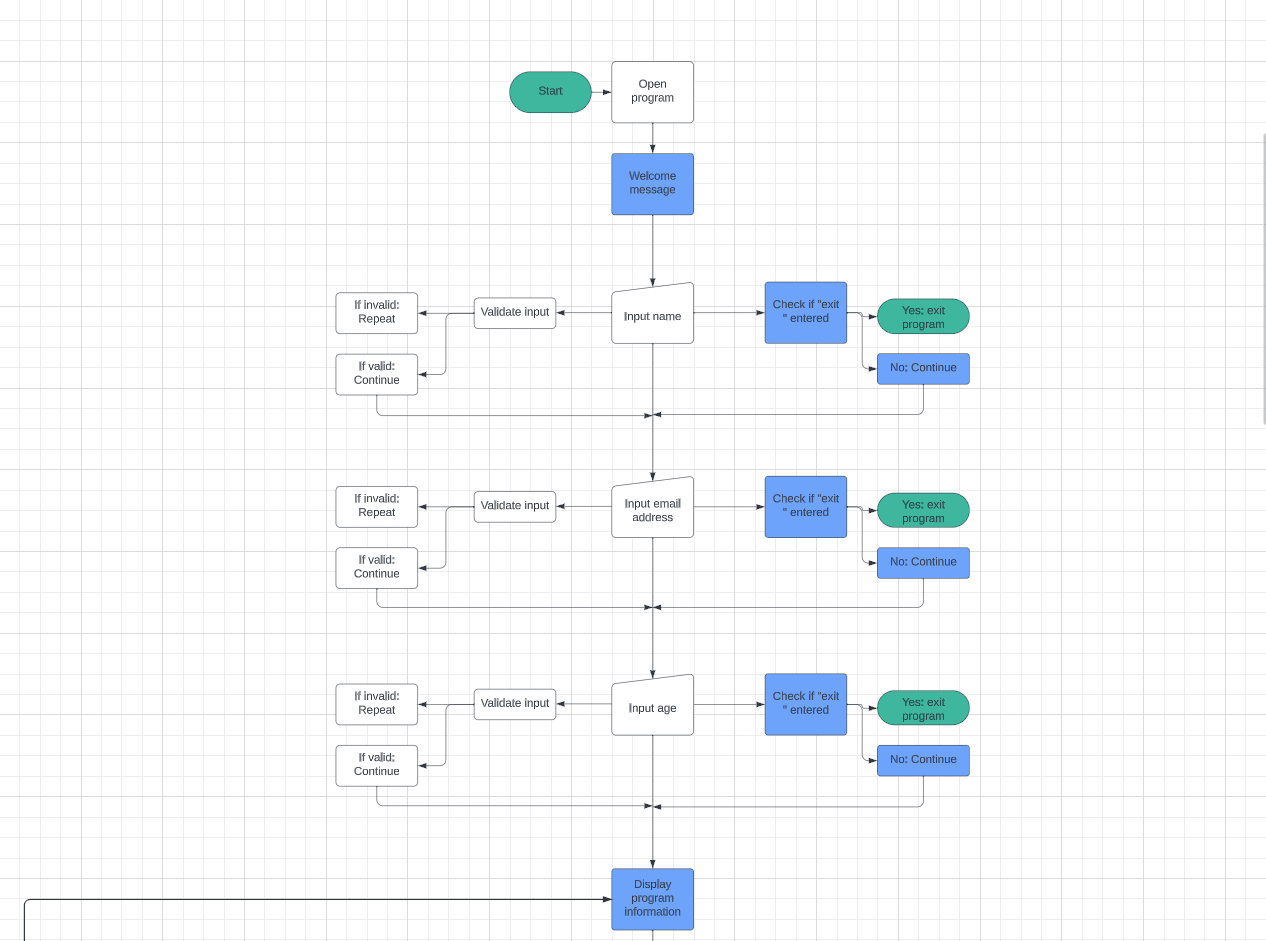 Start
Open
program
Welcome
message
If invalid:
Repeat
Validate input
Input name
Check if "exit
" entered
Yes: exit
program
If valid:
Continue
No: Continue
If invalid:
Repeat
Validate input
Input email
address
Check if "exit
" entered
Yes: exit
program
If valid:
Continue
No: Continue
If invalid:
Repeat
Validate input
Input age
Check if "exit
" entered
Yes: exit
program
If valid:
Continue
No: Continue
Display
program
information